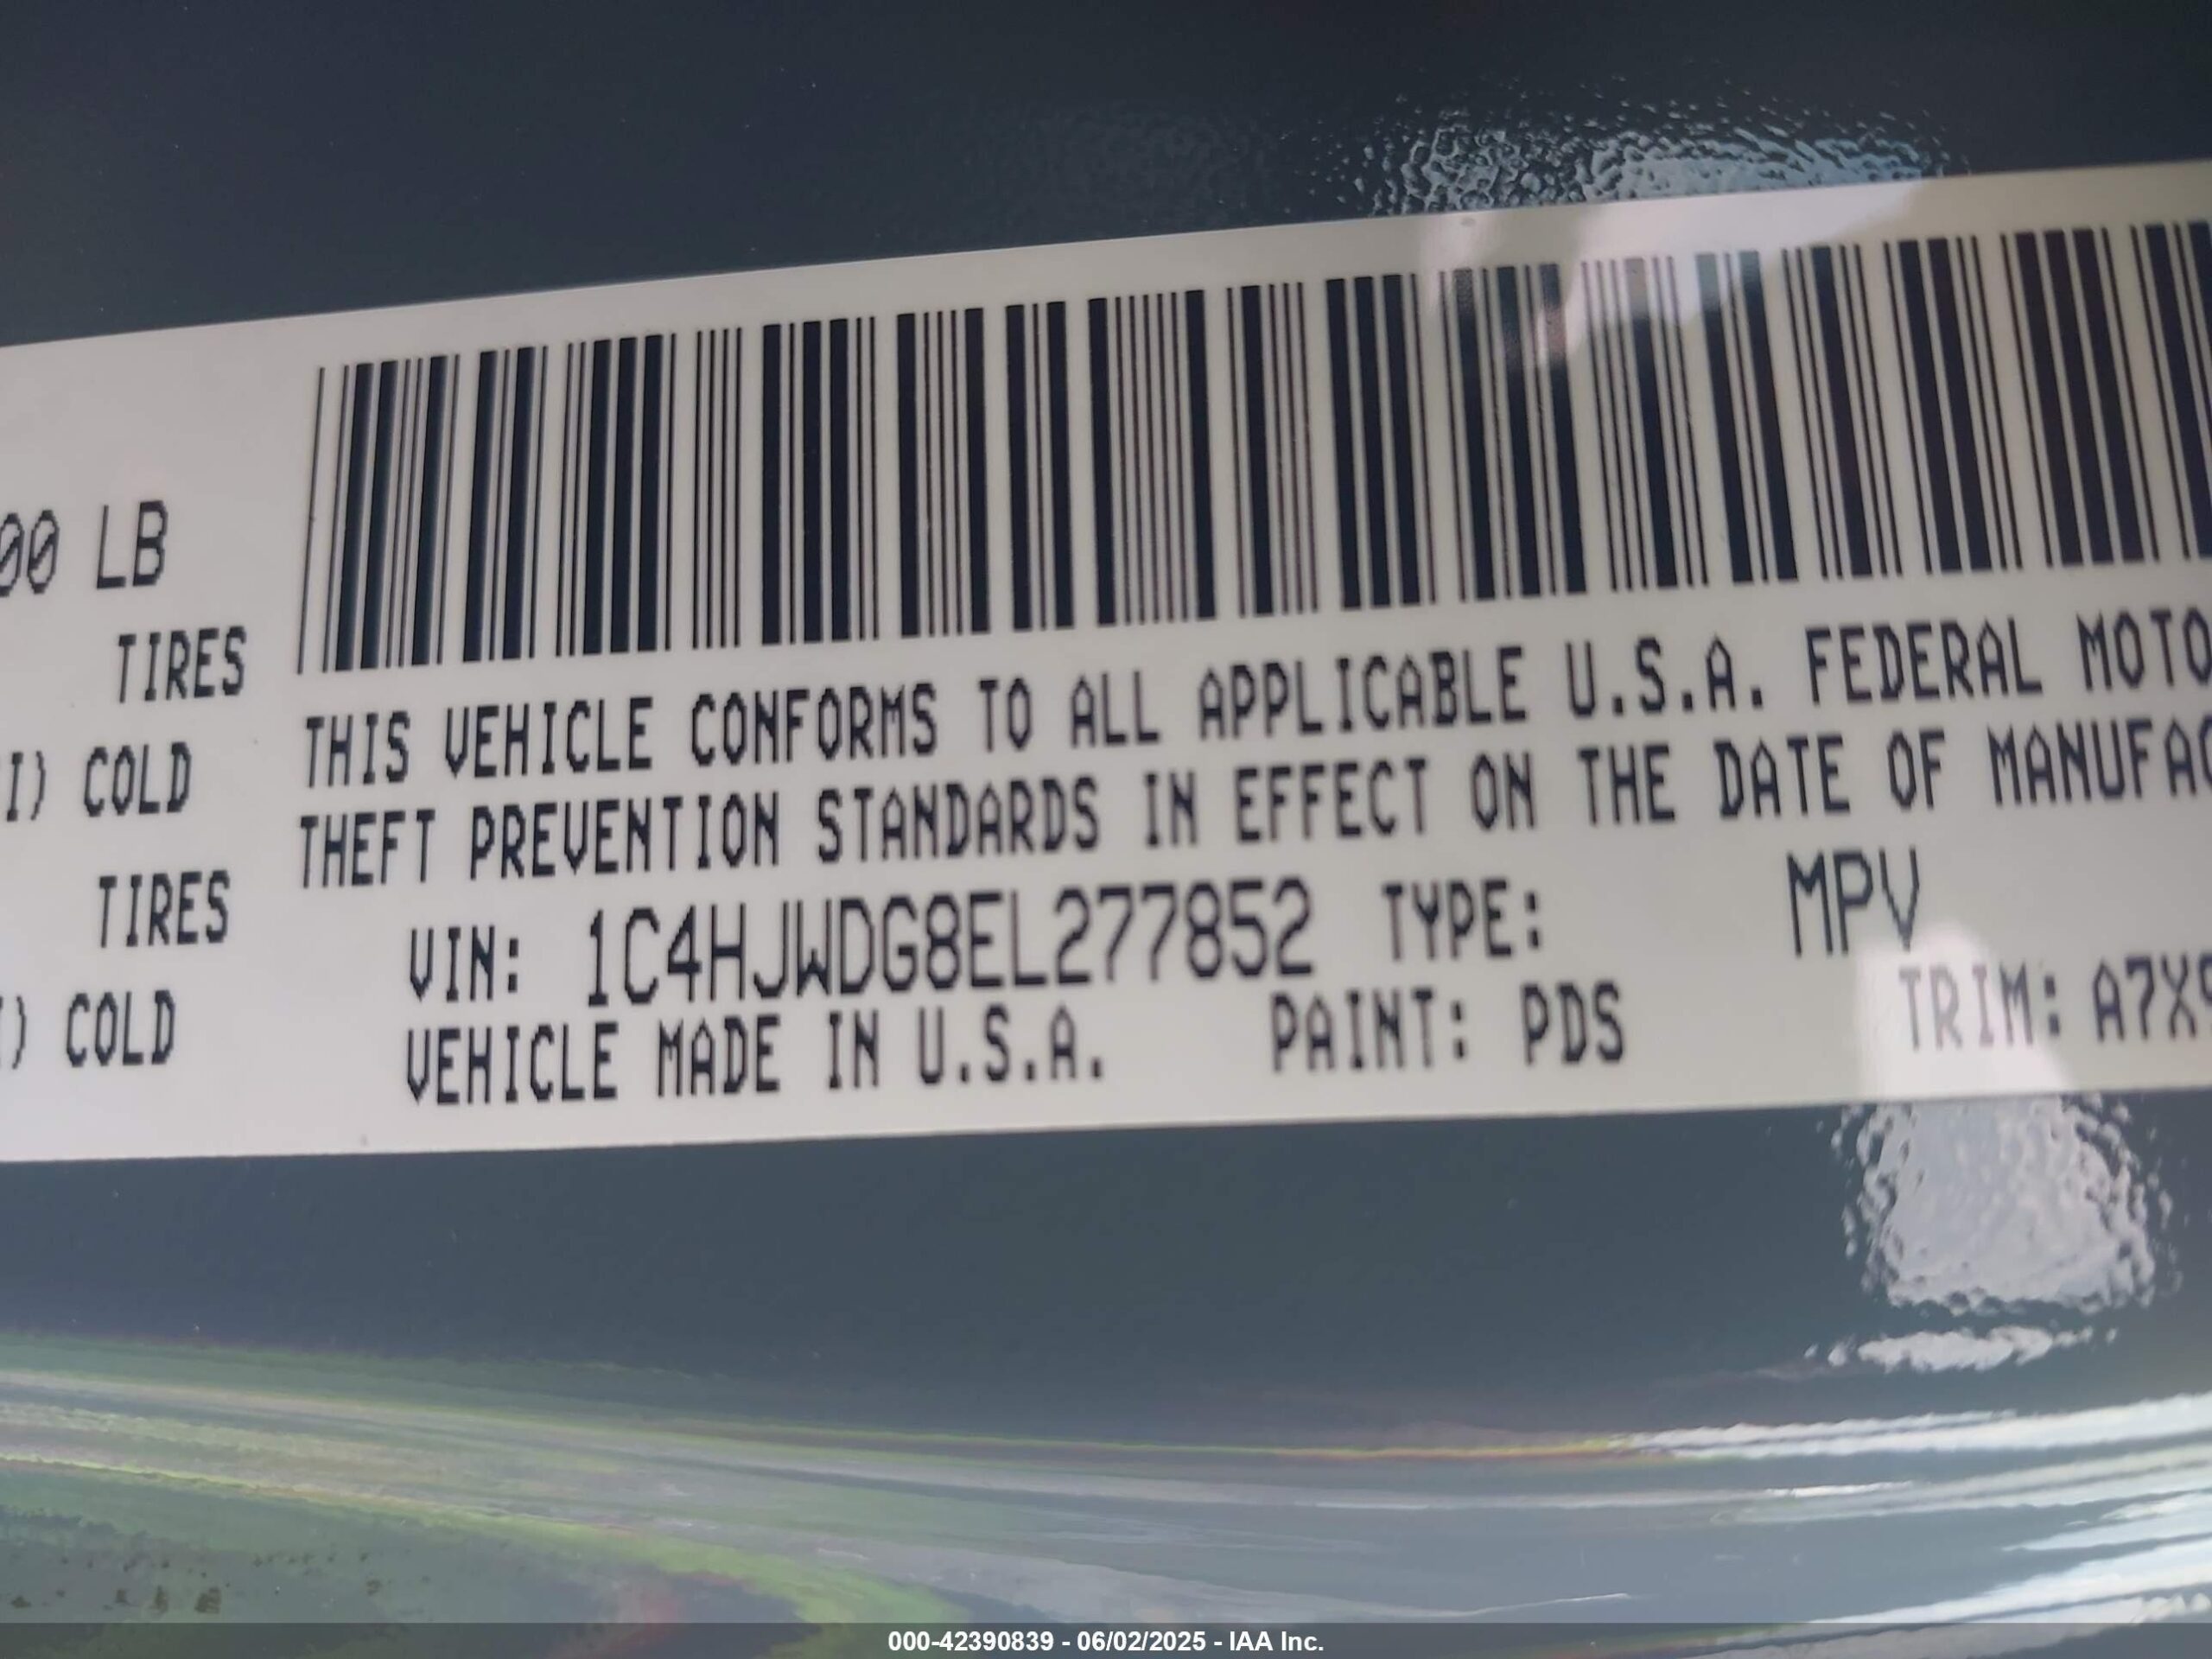 00 LB
TIRES
I) COLD
TIRES
) COLD
THIS VEHICLE CONFORMS TO ALL APPLICABLE U.S.A. FEDERAL MOTO
THEFT PREVENTION STANDARDS IN EFFECT ON THE DATE OF MANUFAC
VIN: 1C4HJWDG8EL277852 TYPE: MPV
VEHICLE MADE IN U.S.A. PAINT: PDS TRIM: A7X9
000-42390839 - 06/02/2025 - IAA Inc.